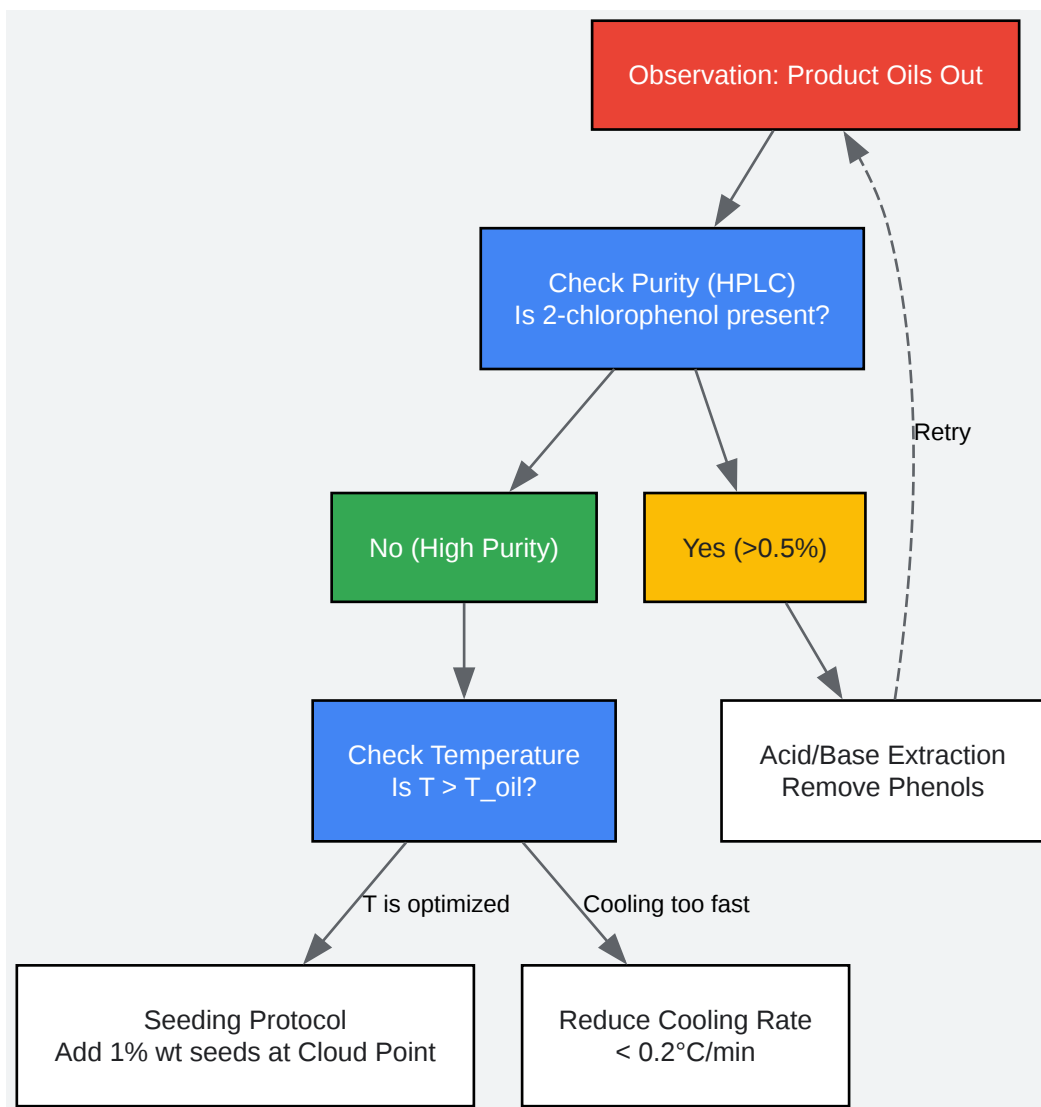 Observation: Product Oils Out
Check Purity (HPLC)
Is 2-chlorophenol present?
Retry
No (High Purity)
Yes (>0.5%)
Check Temperature
Is T > T_oil?
Acid/Base Extraction
Remove Phenols
T is optimized
Cooling too fast
Seeding Protocol
Add 1% wt seeds at Cloud Point
Reduce Cooling Rate
< 0.2°C/min